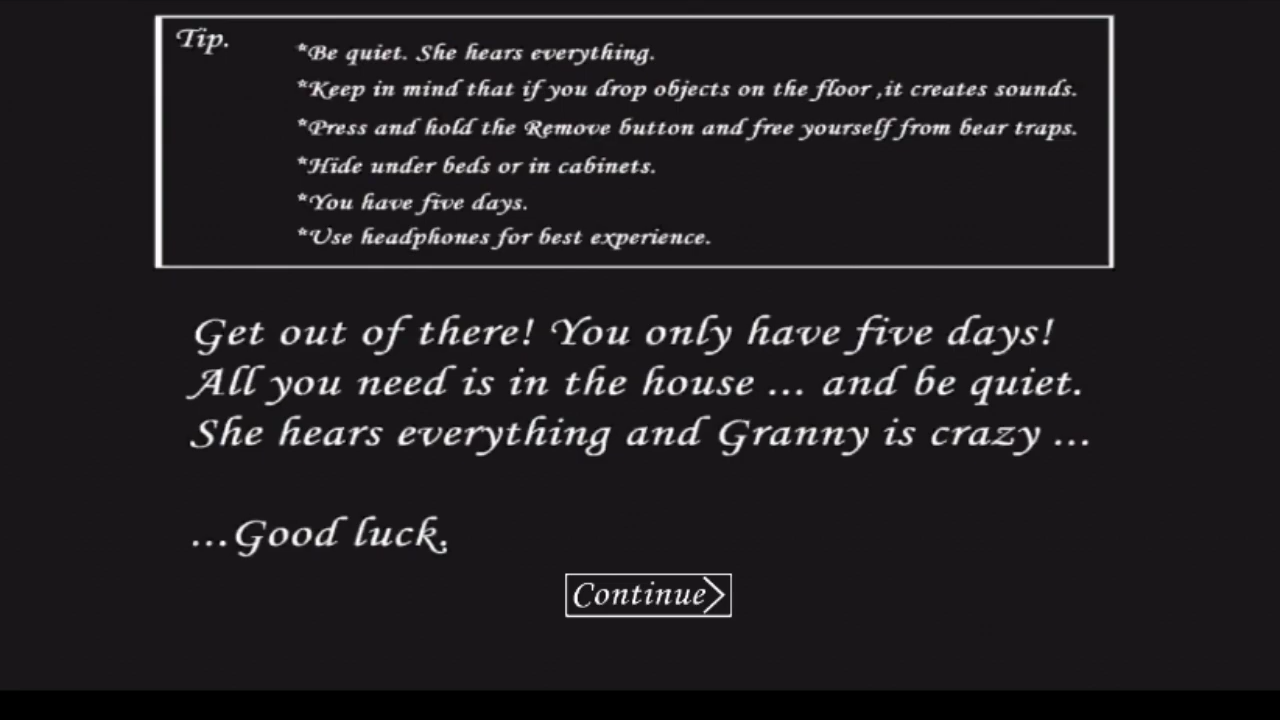 Tip.
*Be quiet. She hears everything.
*Keep in mind that if you drop objects on the floor ,it creates sounds.
*Press and hold the Remove button and free yourself from bear traps.
*Hide under beds or in cabinets.
*You have five days.
*Use headphones for best experience.
Get out of there! You only have five days!
All you need is in the house ... and be quiet.
She hears everything and Granny is crazy ...
...Good luck.
Continue